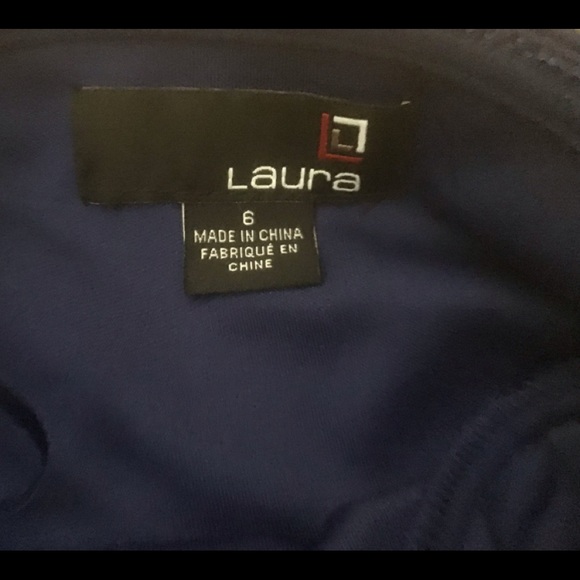 L
Laura
6
MADE IN CHINA
FABRIQUÉ EN
CHINE